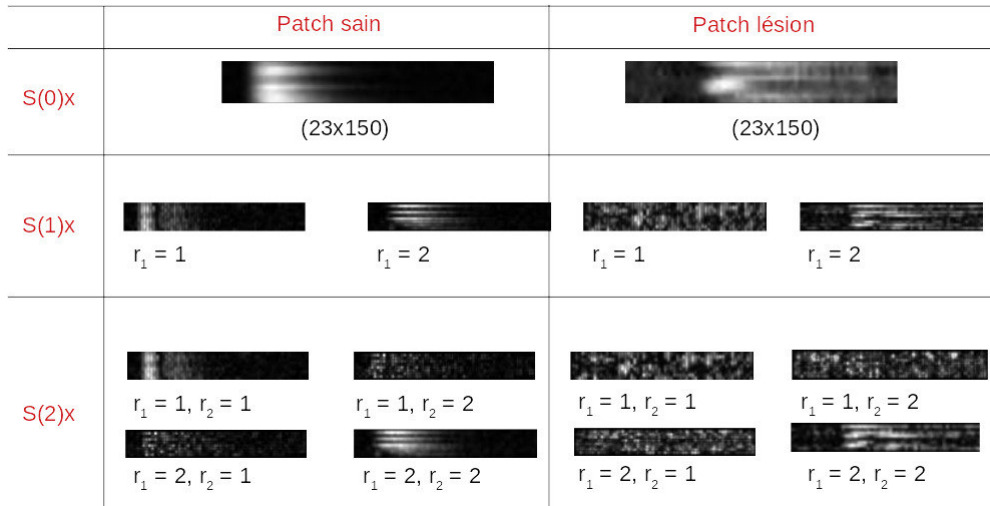 Patch sain Patch lésion
S(0)x
(23x150) (23x150)
S(1)x
r1 = 1 r1 = 2 r1 = 1 r1 = 2
S(2)x
r1 = 1, r2 = 1 r1 = 1, r2 = 2 r1 = 1, r2 = 1 r1 = 1, r2 = 2
r1 = 2, r2 = 1 r1 = 2, r2 = 2 r1 = 2, r2 = 1 r1 = 2, r2 = 2